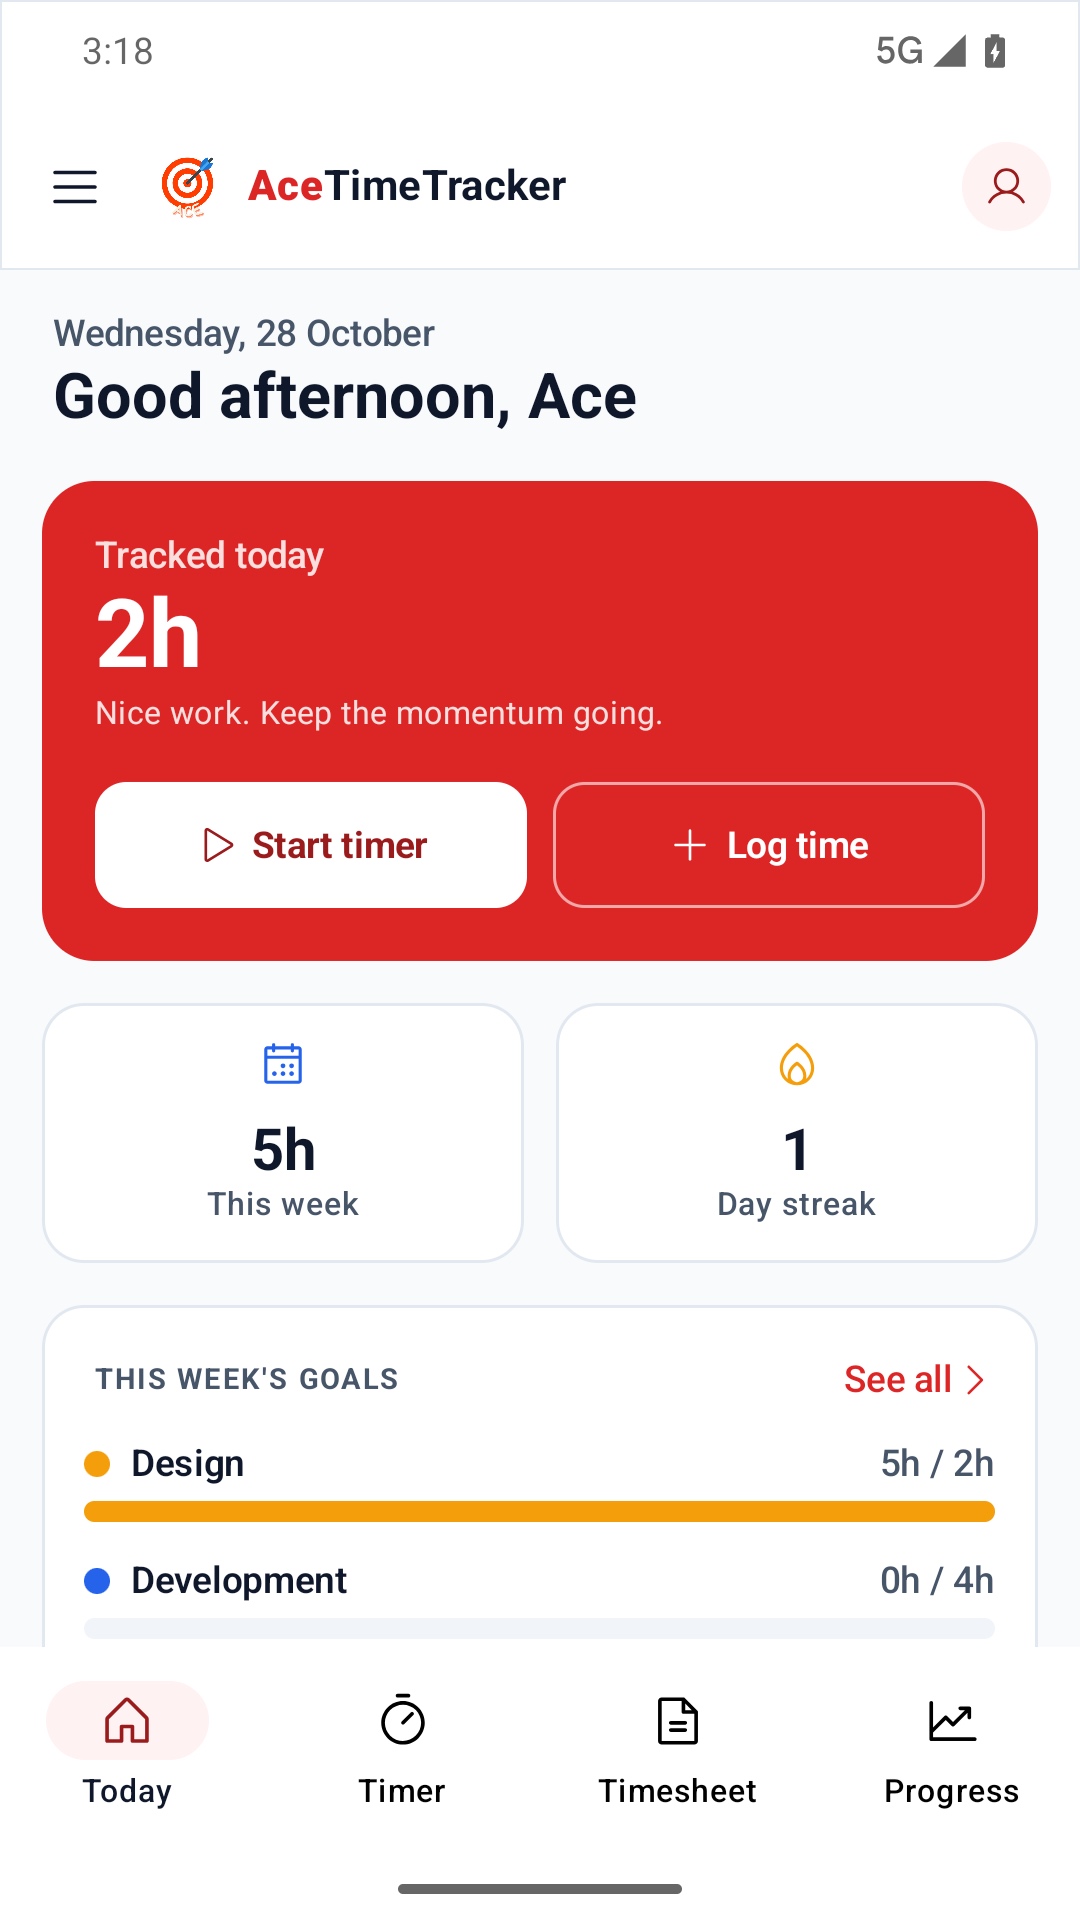 3:18
5G
ACE
AceTimeTracker
Wednesday, 28 October
Good afternoon, Ace
Tracked today
2h
Nice work. Keep the momentum going.
Start timer
Log time
5h
This week
1
Day streak
THIS WEEK'S GOALS
See all
Design
5h / 2h
Development
0h / 4h
Today
Timer
Timesheet
Progress